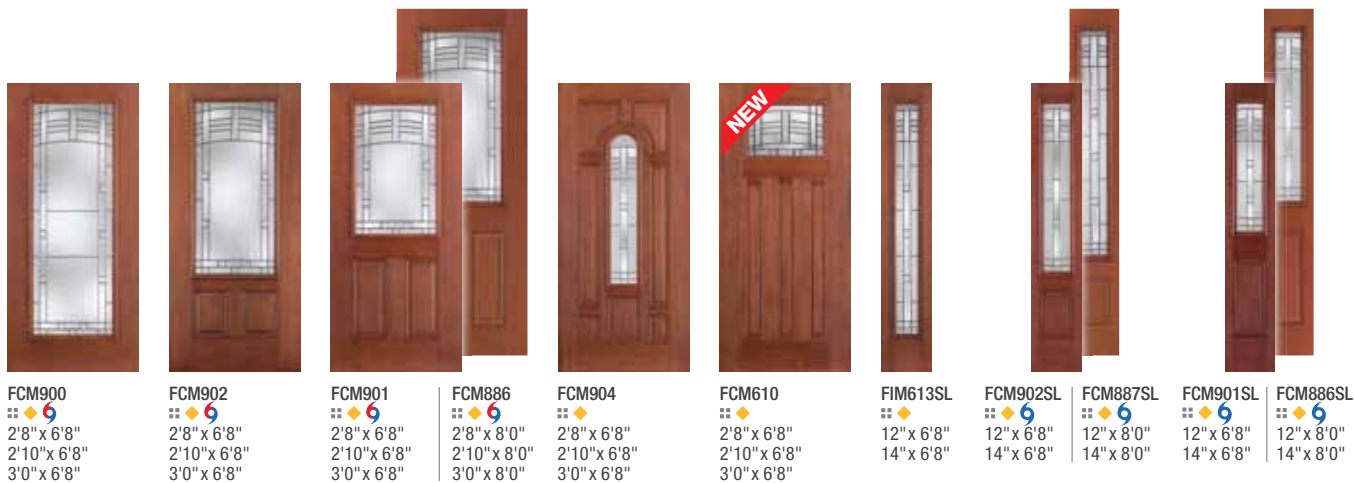 NEW
FCM900
2'8" x 6'8"
2'10" x 6'8"
3'0" x 6'8"
FCM902
2'8" x 6'8"
2'10" x 6'8"
3'0" x 6'8"
FCM901
2'8" x 6'8"
2'10" x 6'8"
3'0" x 6'8"
FCM886
2'8" x 8'0"
2'10" x 8'0"
3'0" x 8'0"
FCM904
2'8" x 6'8"
2'10" x 6'8"
3'0" x 6'8"
FCM610
2'8" x 6'8"
2'10" x 6'8"
3'0" x 6'8"
FIM613SL
12" x 6'8"
14" x 6'8"
FCM902SL
12" x 6'8"
14" x 6'8"
FCM887SL
12" x 8'0"
14" x 8'0"
FCM901SL
12" x 6'8"
14" x 6'8"
FCM886SL
12" x 8'0"
14" x 8'0"